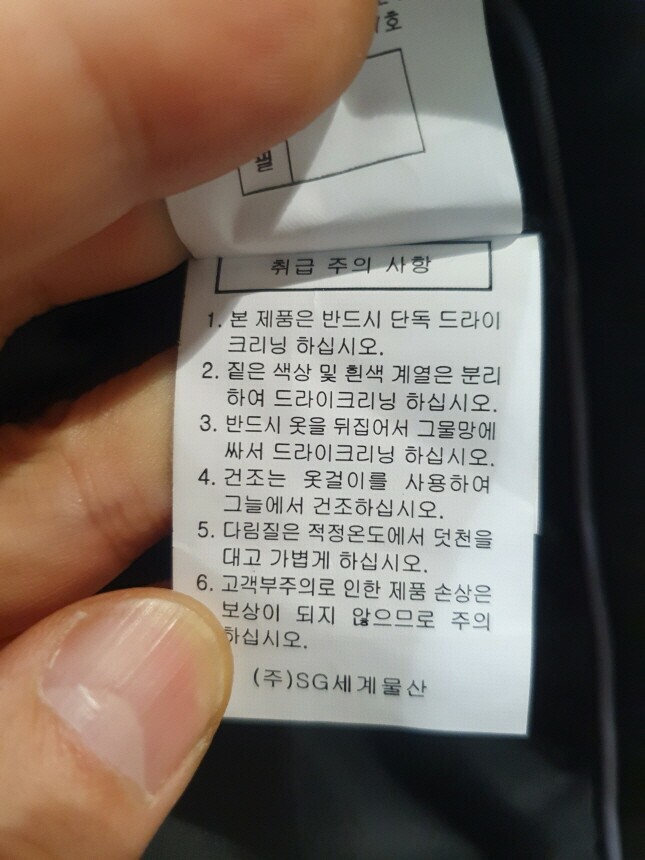 호
필
취급 주의 사항
1. 본 제품은 반드시 단독 드라이
크리닝 하십시오.
2. 짙은 색상 및 흰색 계열은 분리
하여 드라이크리닝 하십시오.
3. 반드시 옷을 뒤집어서 그물망에
싸서 드라이크리닝 하십시오.
4. 건조는 옷걸이를 사용하여
그늘에서 건조하십시오.
5. 다림질은 적정온도에서 덧천을
대고 가볍게 하십시오.
6. 고객부주의로 인한 제품 손상은
보상이 되지 않으므로 주의
하십시오.
(주)SG세계물산